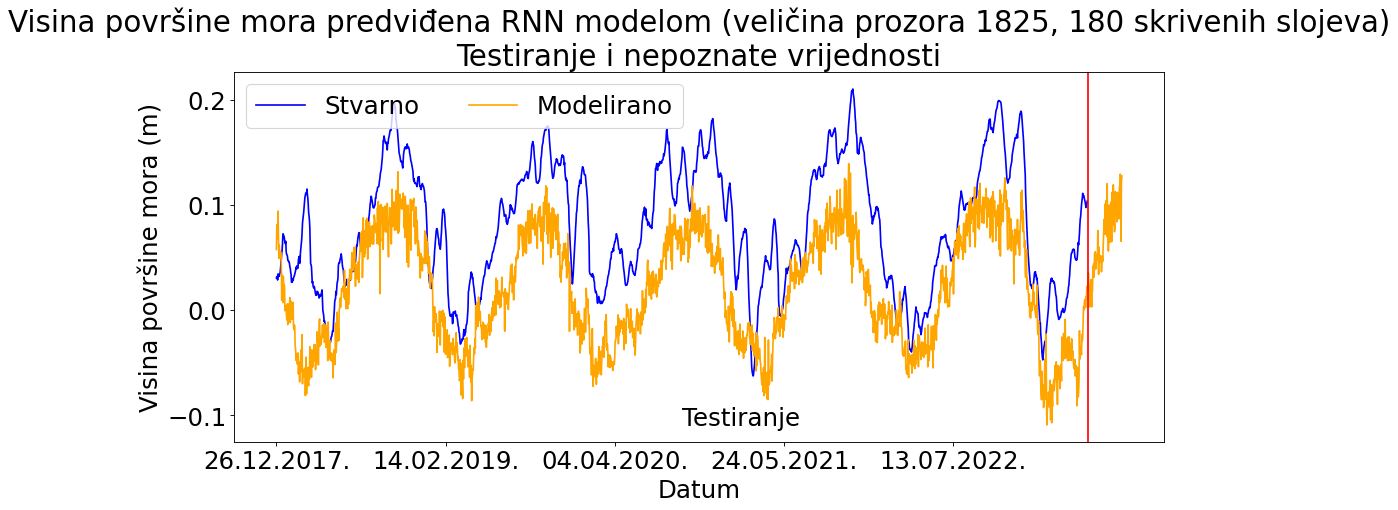 Visina površine mora predviđena RNN modelom (veličina prozora 1825, 180 skrivenih slojeva)
Testiranje i nepoznate vrijednosti
Stvarno Modelirano
Visina površine mora (m)
0.2
0.1
0.0
−0.1
Testiranje
26.12.2017. 14.02.2019. 04.04.2020. 24.05.2021. 13.07.2022.
Datum